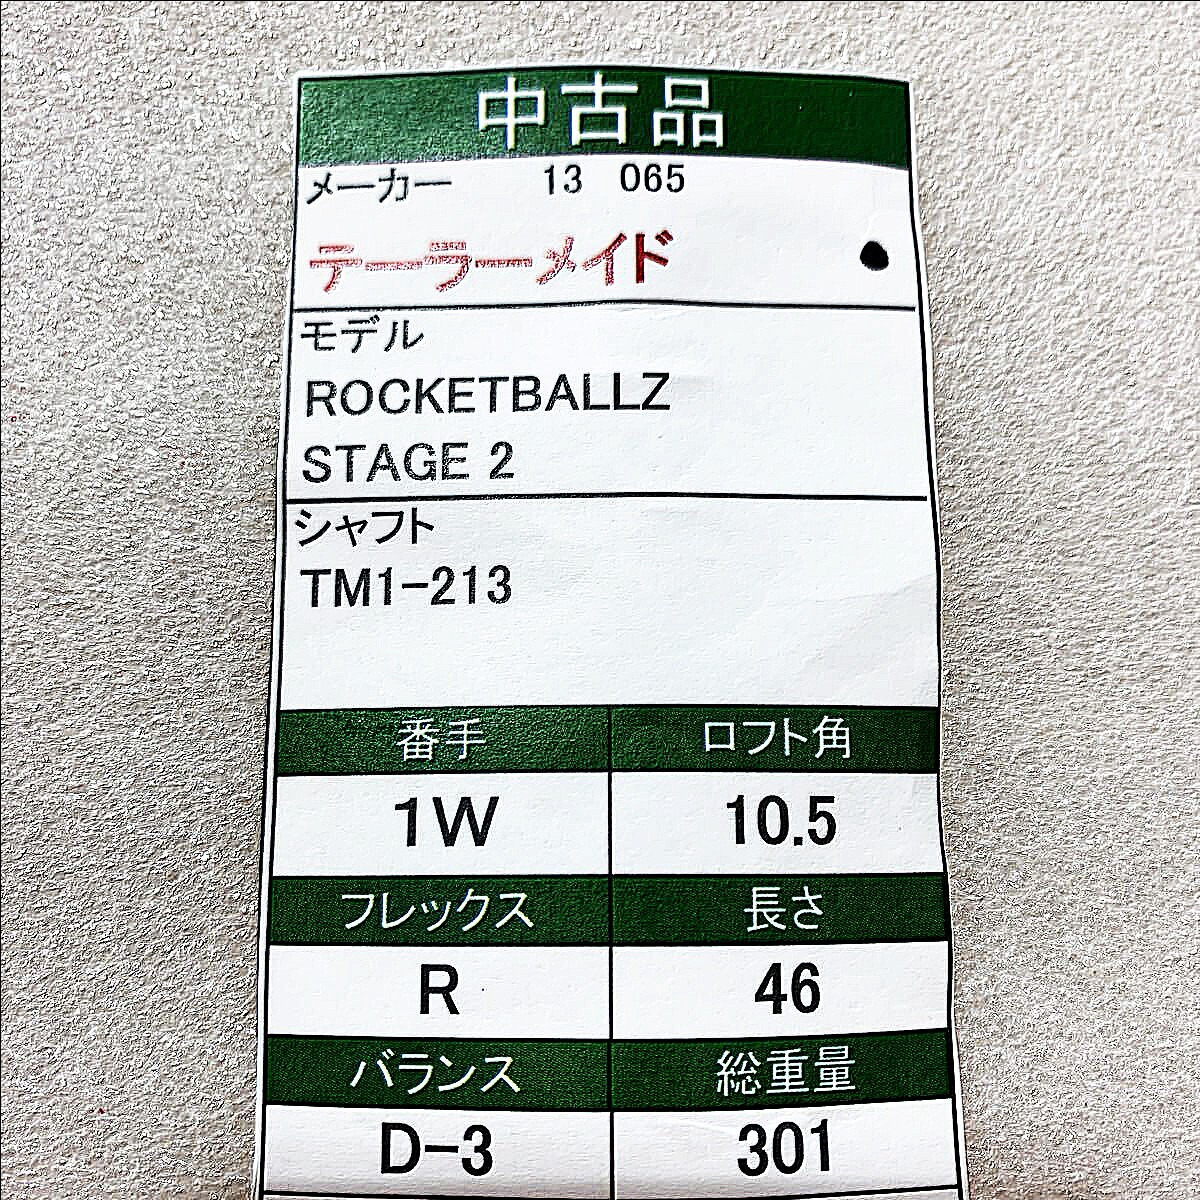 中古品
メーカー 13 065
テーラーメイド
モデル
ROCKETBALLZ
STAGE 2
シャフト
TM1-213
番手 ロフト角
1W 10.5
フレックス 長さ
R 46
バランス 総重量
D-3 301